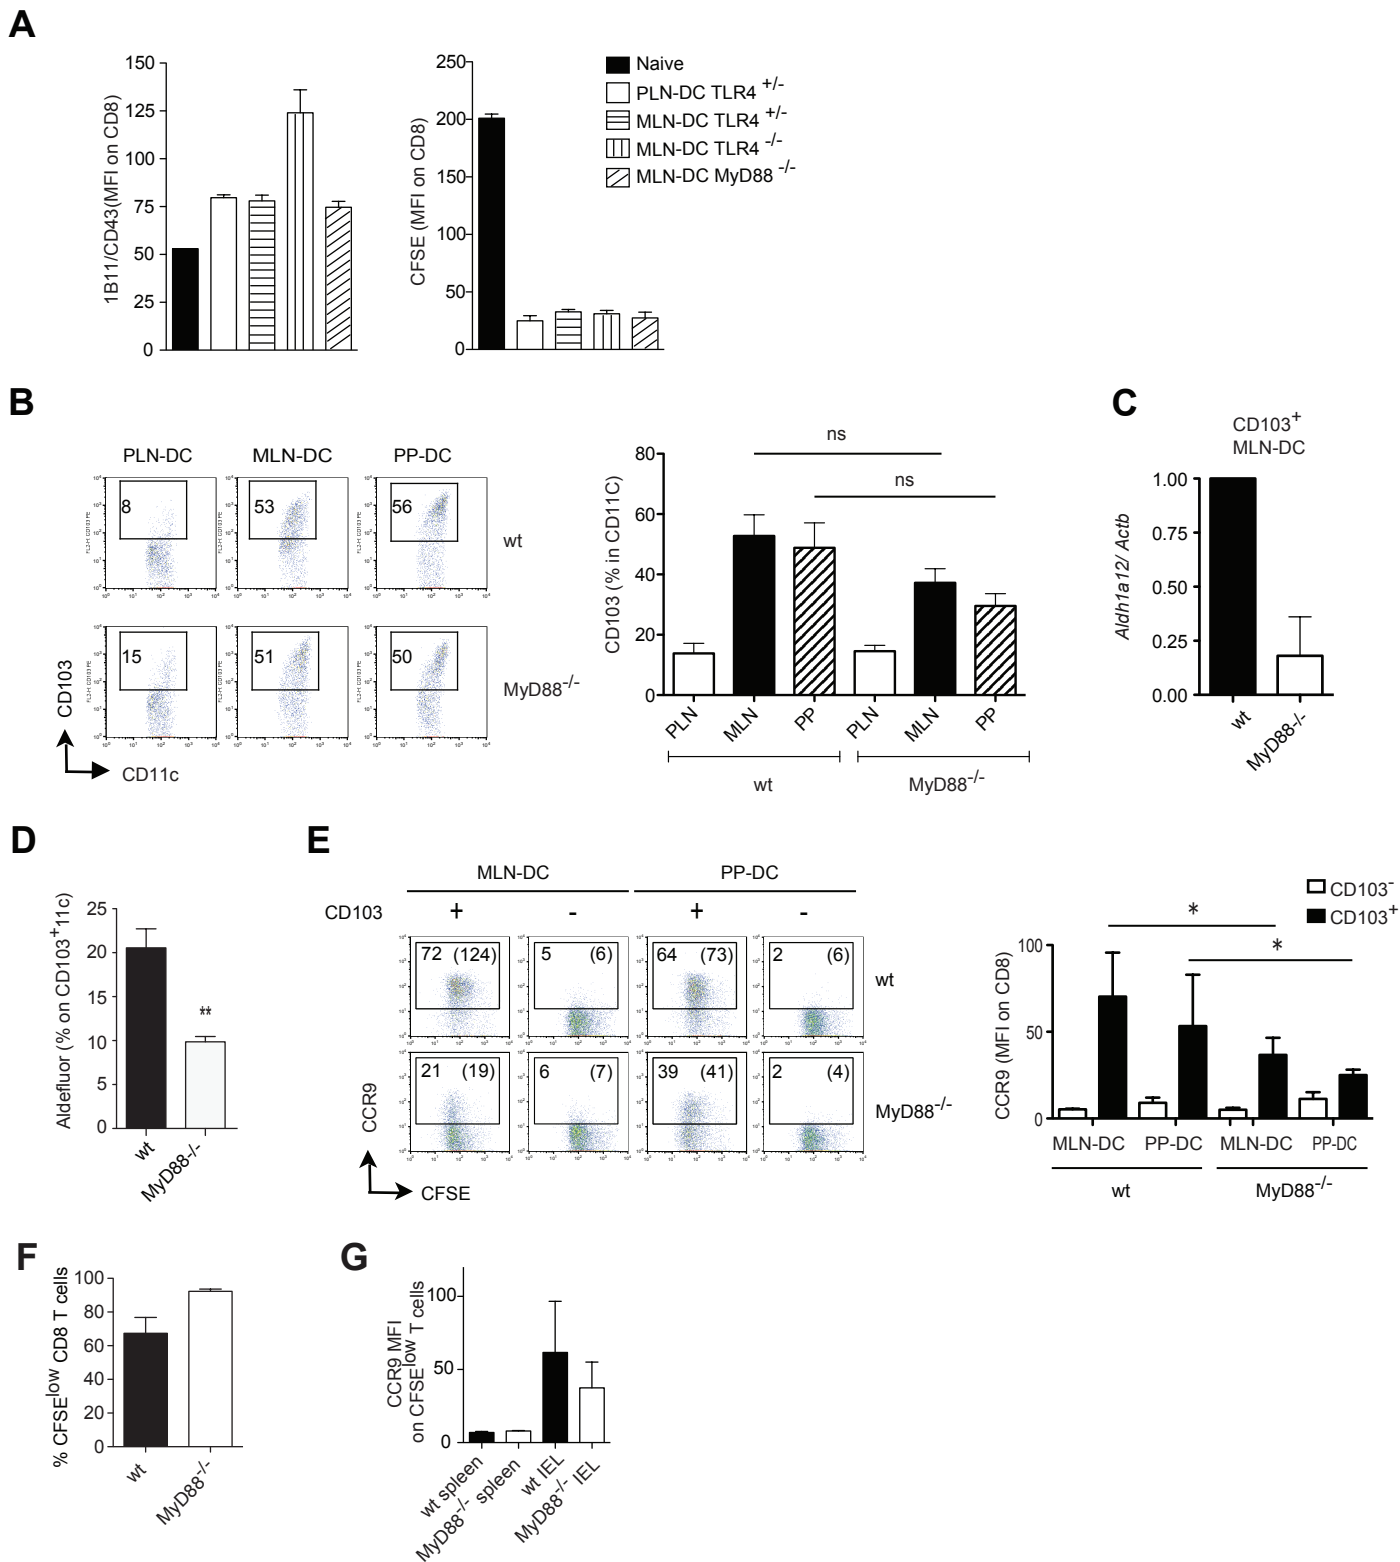 A
1B11/CD43(MFI on CD8)
150
125
100
75
50
25
0
CFSE (MFI on CD8)
250
200
150
100
50
0
Naive
PLN-DC TLR4 +/-
MLN-DC TLR4 +/-
MLN-DC TLR4 -/-
MLN-DC MyD88 -/-
B
PLN-DC MLN-DC PP-DC
8 53 56
wt
15 51 50
MyD88-/-
CD103
CD11c
CD103 (% in CD11C)
80
60
40
20
0
ns
ns
PLN MLN PP PLN MLN PP
wt MyD88-/-
C
CD103+
MLN-DC
Aldh1a12/ Actb
1.00
0.75
0.50
0.25
0.00
wt
MyD88-/-
D
Aldefluor (% on CD103+11c)
25
20
15
10
5
0
**
wt
MyD88-/-
E
MLN-DC PP-DC
CD103 + - + -
72 (124) 5 (6) 64 (73) 2 (6)
wt
21 (19) 6 (7) 39 (41) 2 (4)
MyD88-/-
CCR9
CFSE
CD103-
CD103+
CCR9 (MFI on CD8)
100
50
0
*
*
MLN-DC PP-DC MLN-DC PP-DC
wt MyD88-/-
F
% CFSElow CD8 T cells
100
80
60
40
20
0
wt
MyD88-/-
G
CCR9 MFI
on CFSElow T cells
100
50
0
wt spleen
MyD88-/- spleen
wt IEL
MyD88-/- IEL